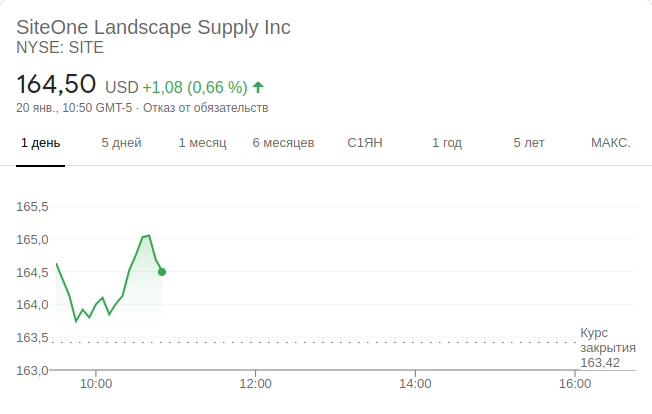 SiteOne Landscape Supply Inc
NYSE: SITE
164,50 USD +1,08 (0,66 %)
20 янв., 10:50 GMT-5 · Отказ от обязательств
1 день 5 дней 1 месяц 6 месяцев С1ЯН 1 год 5 лет МАКС.
165,5
165,0
164,5
164,0
163,5
163,0
Курс
закрытия
163,42
10:00 12:00 14:00 16:00